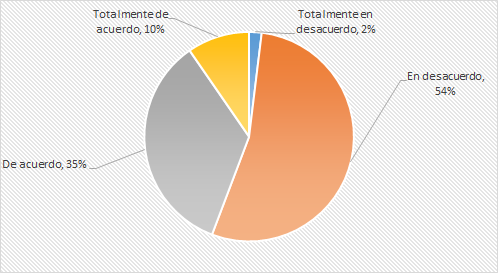 Totalmente de
acuerdo, 10%
Totalmente en
desacuerdo, 2%
En desacuerdo,
54%
De acuerdo, 35%